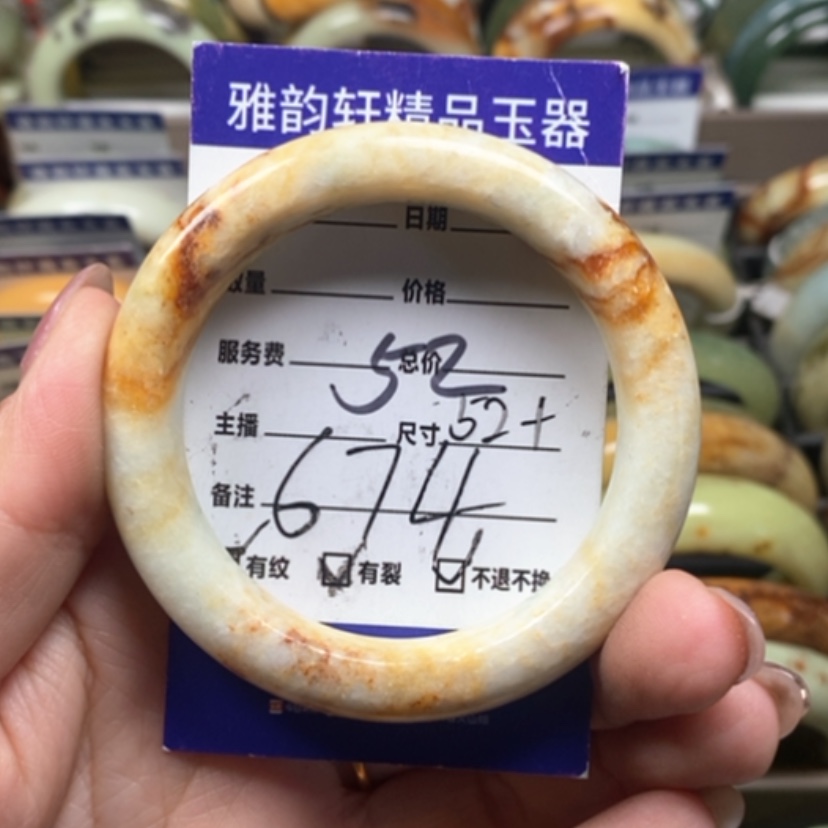 雅韵轩精品玉器
日期
数量 价格
服务费 总价
52
主播 尺寸 52+
674
备注
有纹 有裂 不退不换